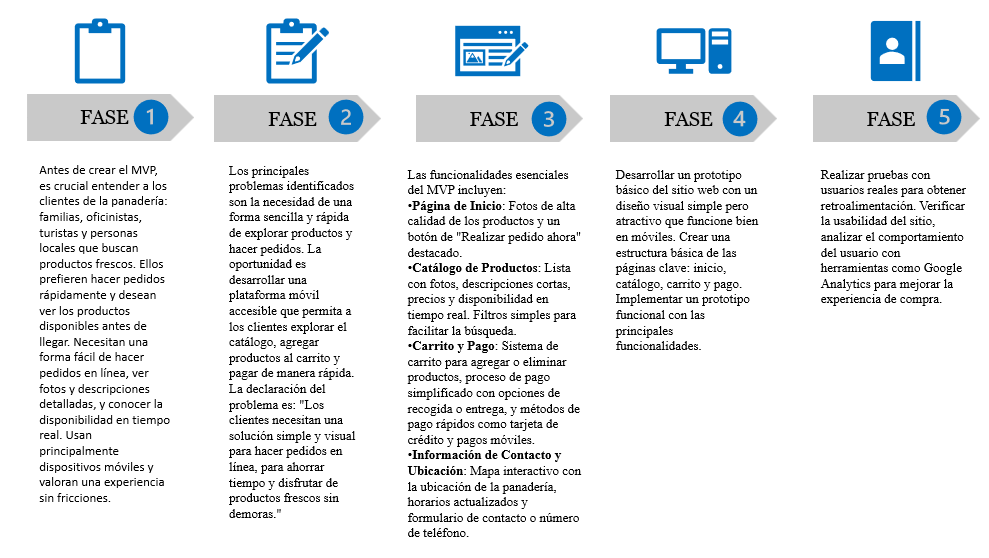 FASE 1
Antes de crear el MVP,
es crucial entender a los
clientes de la panadería:
familias, oficinistas,
turistas y personas
locales que buscan
productos frescos. Ellos
prefieren hacer pedidos
rápidamente y desean
ver los productos
disponibles antes de
llegar. Necesitan una
forma fácil de hacer
pedidos en línea, ver
fotos y descripciones
detalladas, y conocer la
disponibilidad en tiempo
real. Usan
principalmente
dispositivos móviles y
valoran una experiencia
sin fricciones.
FASE 2
Los principales
problemas identificados
son la necesidad de una
forma sencilla y rápida
de explorar productos y
hacer pedidos. La
oportunidad es
desarrollar una
plataforma móvil
accesible que permita a
los clientes explorar el
catálogo, agregar
productos al carrito y
pagar de manera rápida.
La declaración del
problema es: "Los
clientes necesitan una
solución simple y visual
para hacer pedidos en
línea, para ahorrar
tiempo y disfrutar de
productos frescos sin
demoras."
FASE 3
Las funcionalidades esenciales
del MVP incluyen:
•Página de Inicio: Fotos de alta
calidad de los productos y un
botón de "Realizar pedido ahora"
destacado.
•Catálogo de Productos: Lista
con fotos, descripciones cortas,
precios y disponibilidad en
tiempo real. Filtros simples para
facilitar la búsqueda.
•Carrito y Pago: Sistema de
carrito para agregar o eliminar
productos, proceso de pago
simplificado con opciones de
recogida o entrega, y métodos de
pago rápidos como tarjeta de
crédito y pagos móviles.
•Información de Contacto y
Ubicación: Mapa interactivo con
la ubicación de la panadería,
horarios actualizados y
formulario de contacto o número
de teléfono.
FASE 4
Desarrollar un prototipo
básico del sitio web con un
diseño visual simple pero
atractivo que funcione bien
en móviles. Crear una
estructura básica de las
páginas clave: inicio,
catálogo, carrito y pago.
Implementar un prototipo
funcional con las
principales
funcionalidades.
FASE 5
Realizar pruebas con
usuarios reales para obtener
retroalimentación. Verificar
la usabilidad del sitio,
analizar el comportamiento
del usuario con
herramientas como Google
Analytics para mejorar la
experiencia de compra.